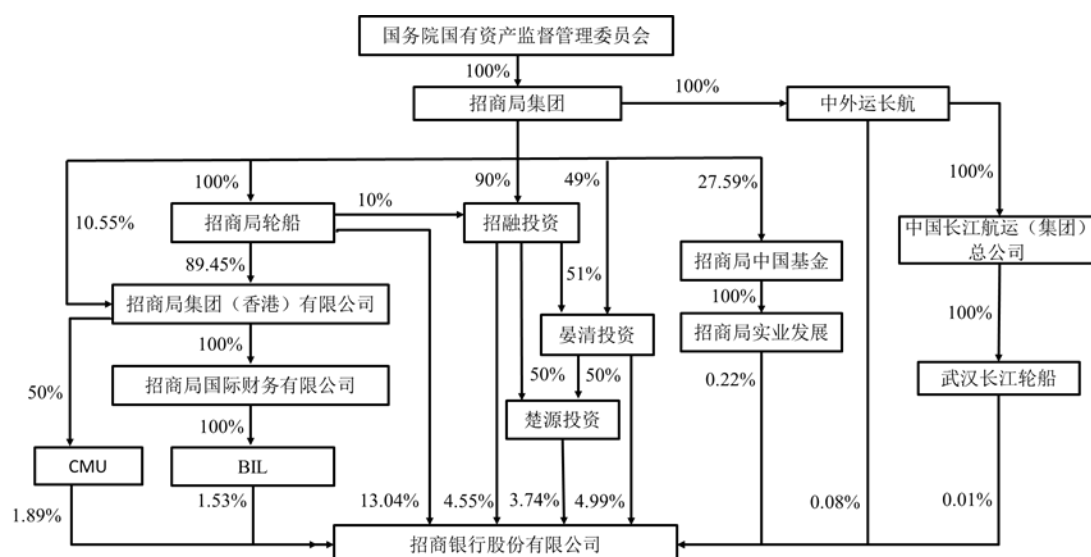 国务院国有资产监督管理委员会
100%
招商局集团
100%
中外运长航
100%
90%
49%
27.59%
100%
10.55%
招商局轮船
10%
招融投资
中国长江航运（集团）
总公司
89.45%
51%
招商局中国基金
招商局集团（香港）有限公司
100%
晏清投资
招商局实业发展
100%
100%
50%
招商局国际财务有限公司
50%
50%
0.22%
武汉长江轮船
100%
楚源投资
CMU
BIL
1.89%
1.53%
13.04%
4.55%
3.74%
4.99%
0.08%
0.01%
招商银行股份有限公司